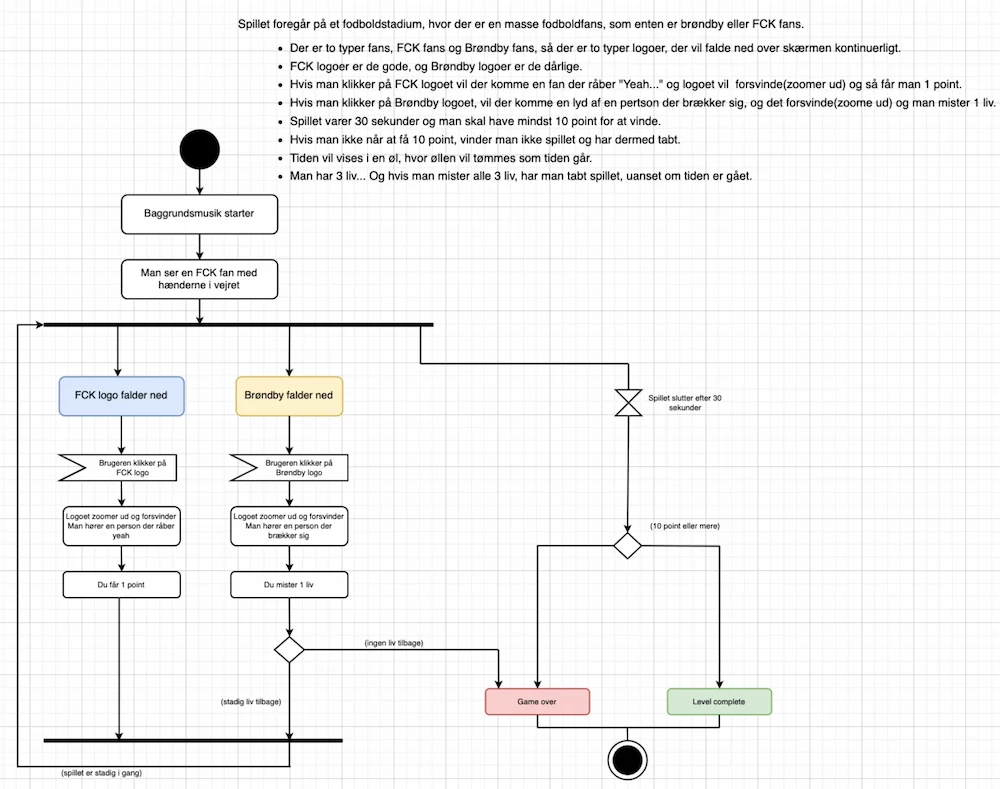 Spillet foregår på et fodboldstadium, hvor der er en masse fodboldfans, som enten er brøndby eller FCK fans.
• Der er to typer fans, FCK fans og Brøndby fans, så der er to typer logoer, der vil falde ned over skærmen kontinuerligt.
• FCK logoer er de gode, og Brøndby logoer er de dårlige.
• Hvis man klikker på FCK logoet vil der komme en fan der råber "Yeah..." og logoet vil forsvinde(zoomer ud) og så får man 1 point.
• Hvis man klikker på Brøndby logoet, vil der komme en lyd af en pertson der brækker sig, og det forsvinde(zoome ud) og man mister 1 liv.
• Spillet varer 30 sekunder og man skal have mindst 10 point for at vinde.
• Hvis man ikke når at få 10 point, vinder man ikke spillet og har dermed tabt.
• Tiden vil vises i en øl, hvor øllen vil tømmes som tiden går.
• Man har 3 liv... Og hvis man mister alle 3 liv, har man tabt spillet, uanset om tiden er gået.
Baggrundsmusik starter
Man ser en FCK fan med
hænderne i vejret
FCK logo falder ned
Brøndby falder ned
Spillet slutter efter 30
sekunder
Brugeren klikker på
FCK logo
Brugeren klikker på
Brøndby logo
Logoet zoomer ud og forsvinder
Man hører en person der råber
yeah
Logoet zoomer ud og forsvinder
Man hører en person der
brækker sig
(10 point eller mere)
Du får 1 point
Du mister 1 liv
(ingen liv tilbage)
(stadig liv tilbage)
Game over
Level complete
(spillet er stadig i gang)